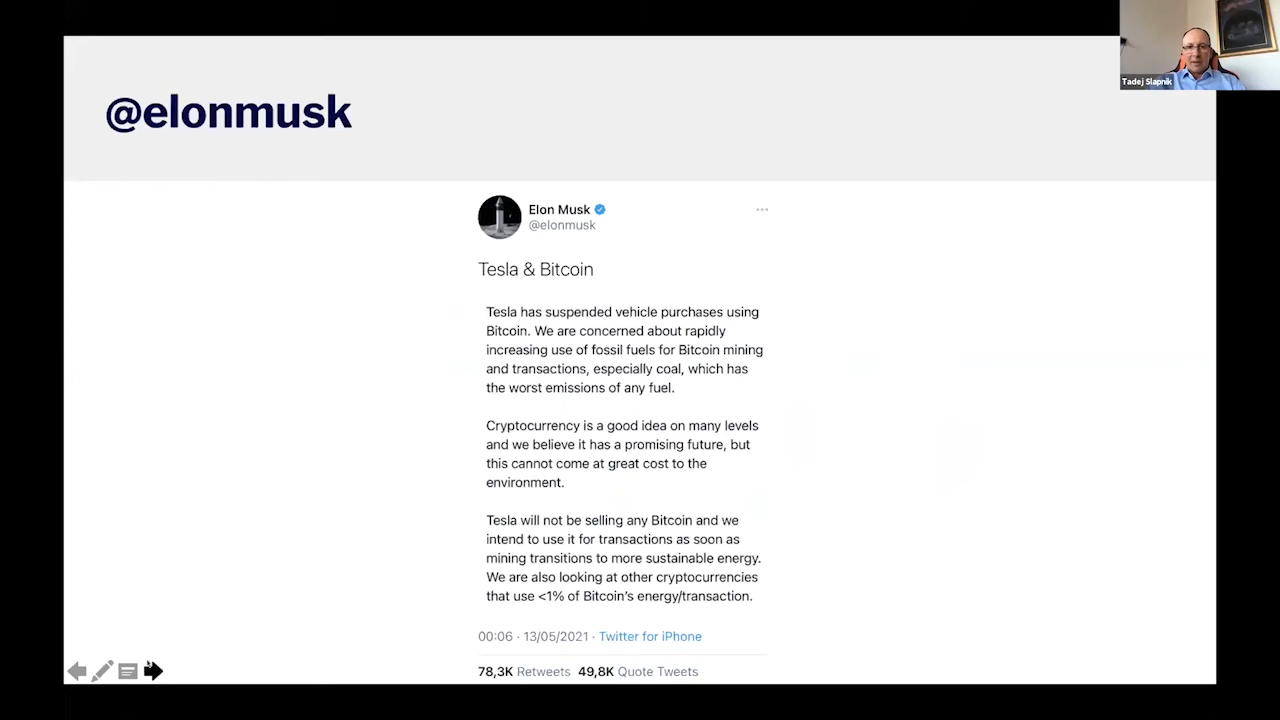 Tadej Slapnik
@elonmusk
Elon Musk
@elonmusk
Tesla & Bitcoin
Tesla has suspended vehicle purchases using
Bitcoin. We are concerned about rapidly
increasing use of fossil fuels for Bitcoin mining
and transactions, especially coal, which has
the worst emissions of any fuel.
Cryptocurrency is a good idea on many levels
and we believe it has a promising future, but
this cannot come at great cost to the
environment.
Tesla will not be selling any Bitcoin and we
intend to use it for transactions as soon as
mining transitions to more sustainable energy.
We are also looking at other cryptocurrencies
that use <1% of Bitcoin’s energy/transaction.
00:06 · 13/05/2021 · Twitter for iPhone
78,3K Retweets 49,8K Quote Tweets